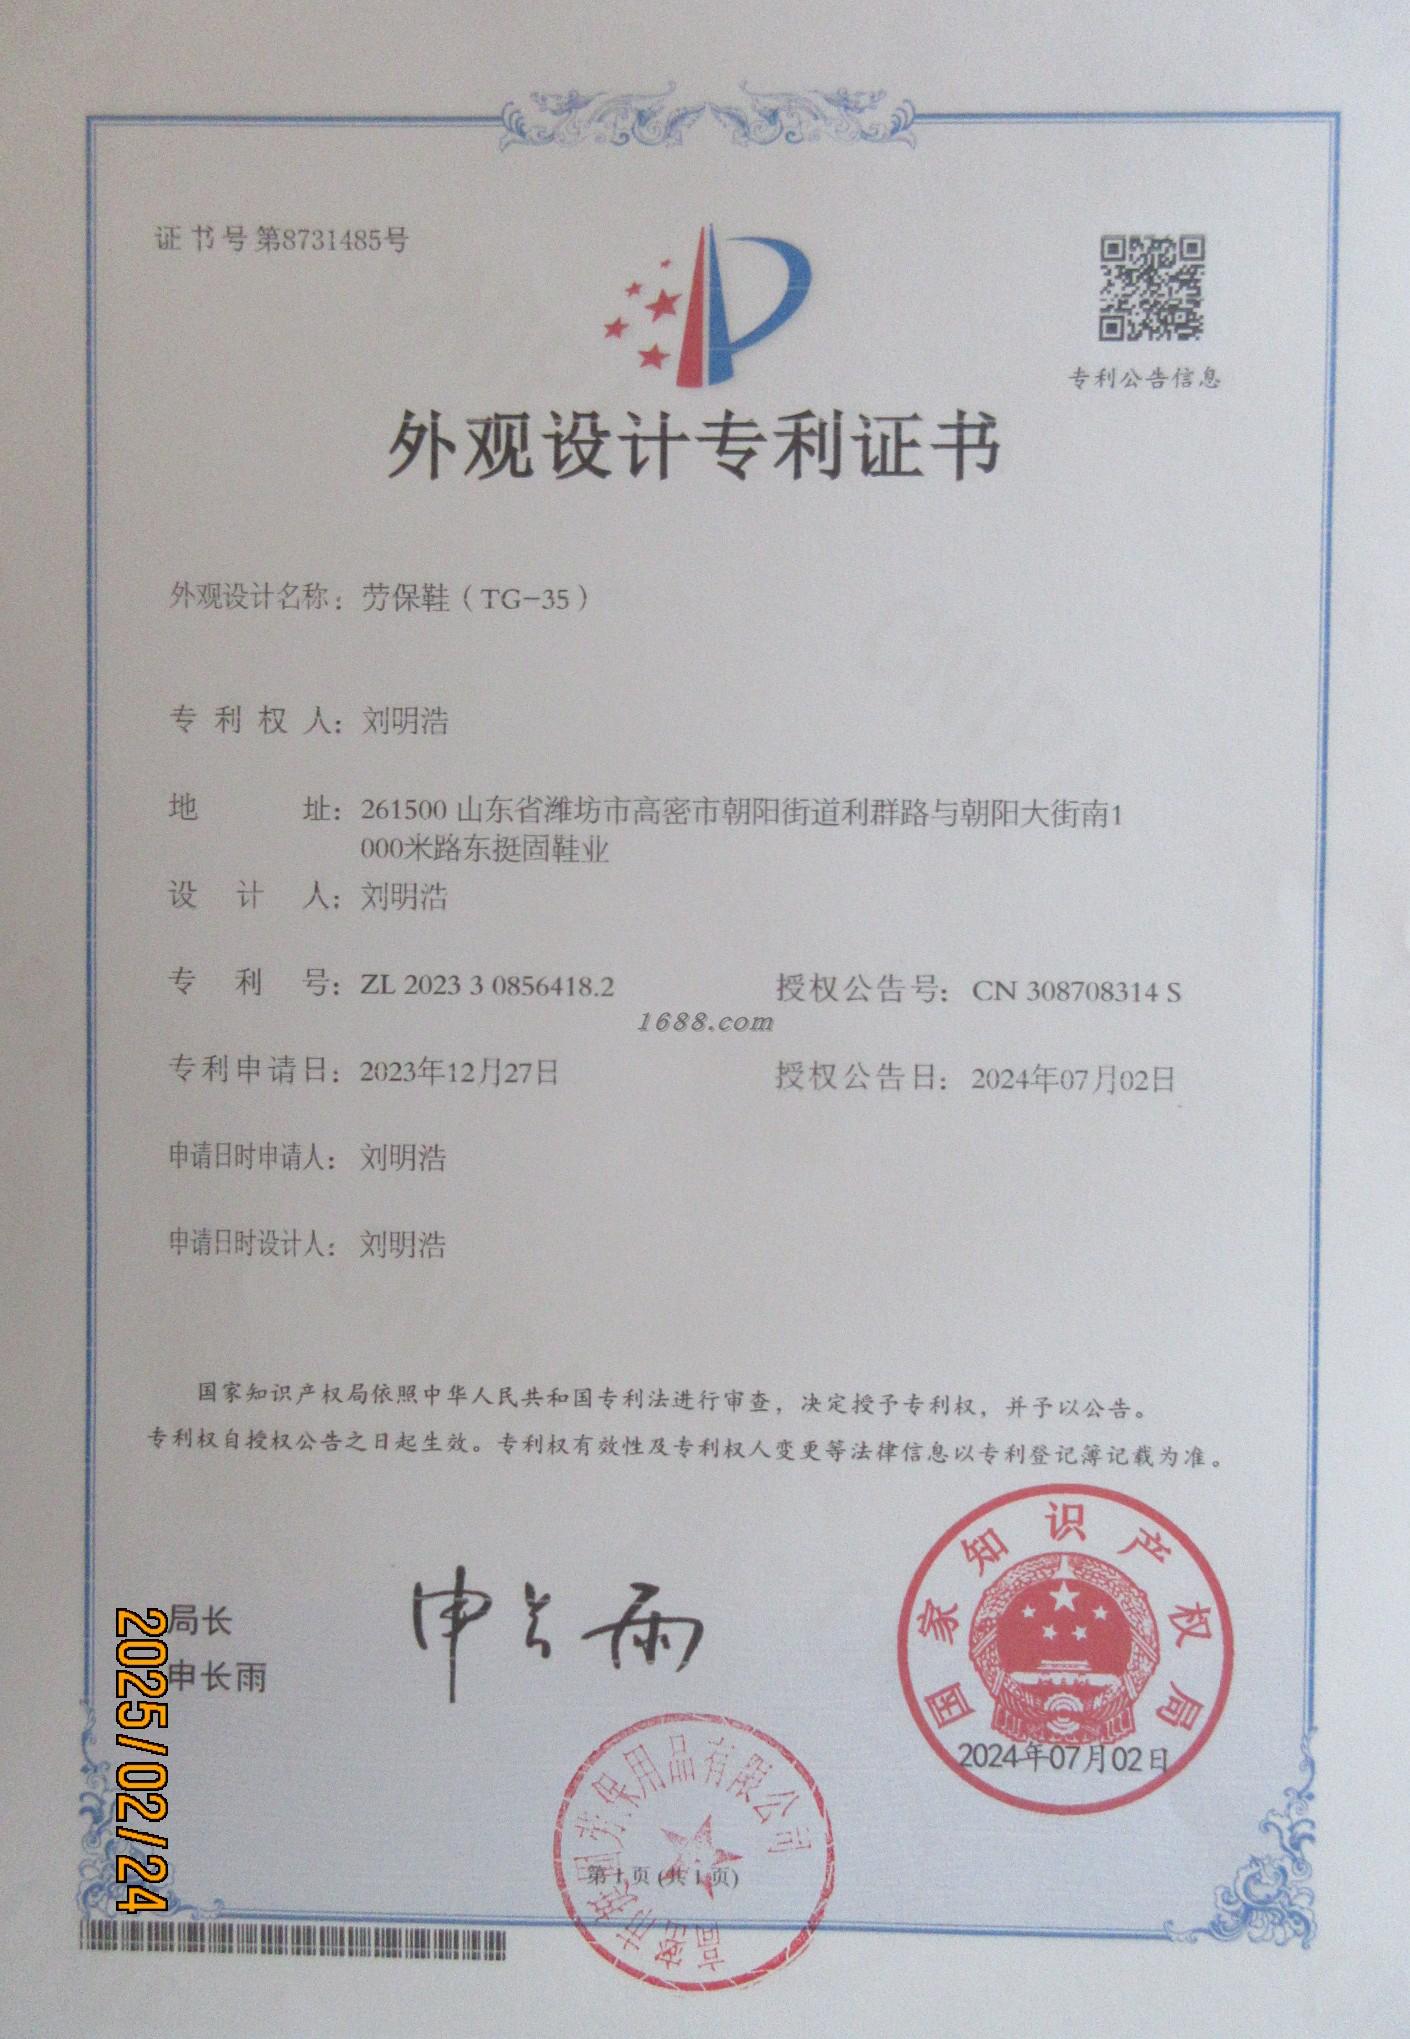 证书号第8731485号
专利公告信息
外观设计专利证书
外观设计名称：劳保鞋（TG-35）
专利权人：刘明浩
地址：261500 山东省潍坊市高密市朝阳街道利群路与朝阳大街南1
000米路东挺固鞋业
设计人：刘明浩
专利号：ZL 2023 3 0856418.2 授权公告号：CN 308708314 S
1688.com
专利申请日：2023年12月27日 授权公告日：2024年07月02日
申请日时申请人：刘明浩
申请日时设计人：刘明浩
国家知识产权局依照中华人民共和国专利法进行审查，决定授予专利权，并予以公告。
专利权自授权公告之日起生效。专利权有效性及专利权人变更等法律信息以专利登记簿记载为准。
局长
申长雨
申长雨
国家知识产权局
2024年07月02日
高密市挺固劳保用品有限公司
第 1 页 (共 1 页)
2025/02/24